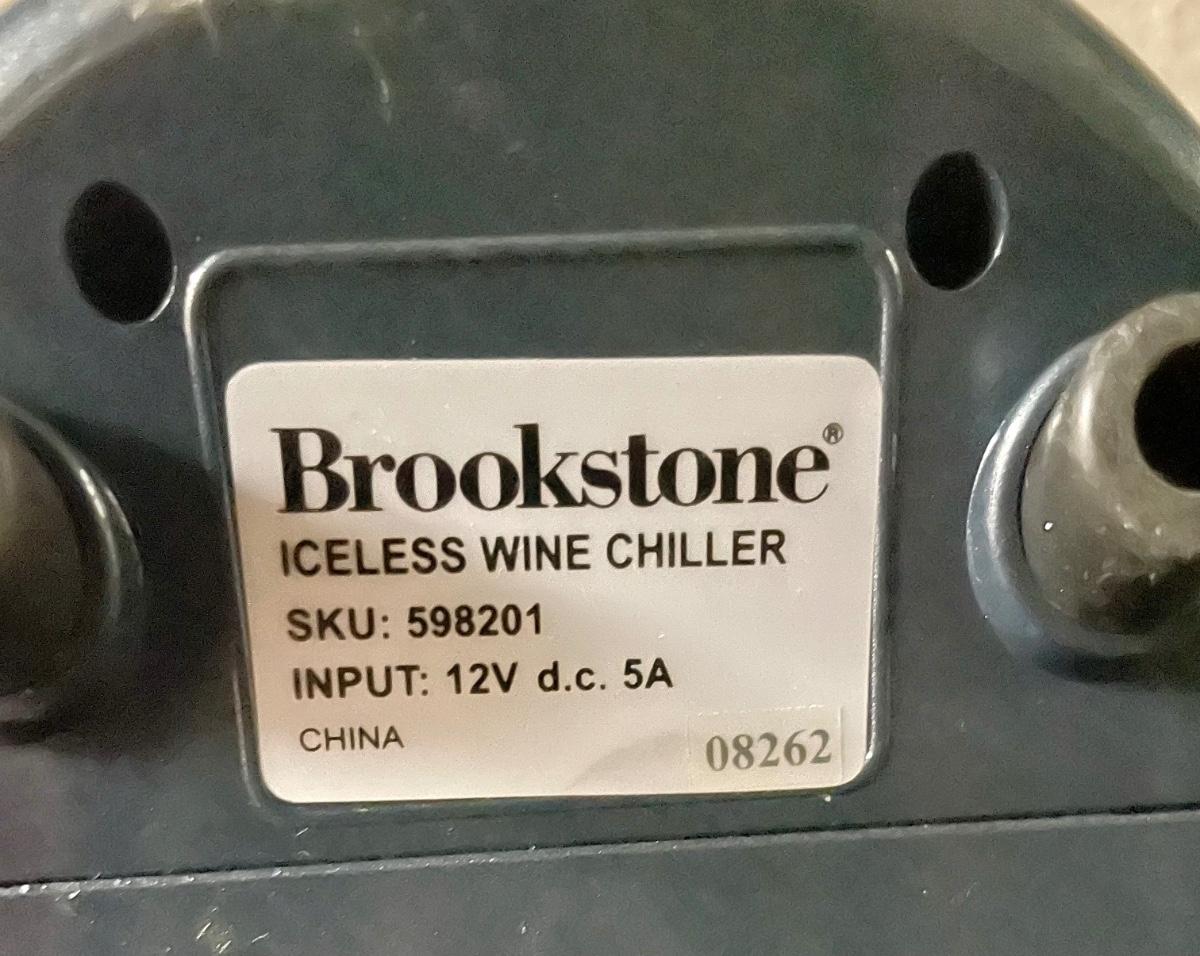 Brookstone®
ICELESS WINE CHILLER
SKU: 598201
INPUT: 12V d.c. 5A
CHINA
08262